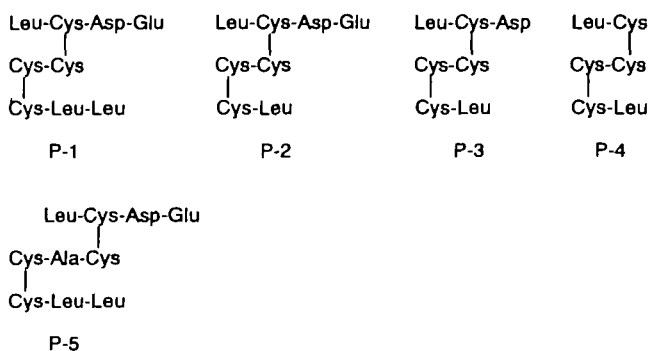 Leu-Cys-Asp-Glu Leu-Cys-Asp-Glu Leu-Cys-Asp Leu-Cys
Cys-Cys Cys-Cys Cys-Cys Cys-Cys
Cys-Leu-Leu Cys-Leu Cys-Leu Cys-Leu
P-1 P-2 P-3 P-4
Leu-Cys-Asp-Glu
Cys-Ala-Cys
Cys-Leu-Leu
P-5